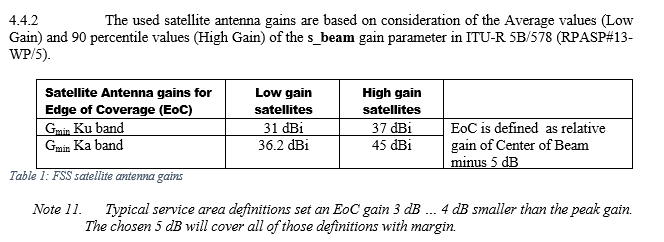 4.4.2 The used satellite antenna gains are based on consideration of the Average values (Low
Gain) and 90 percentile values (High Gain) of the s_beam gain parameter in ITU-R 5B/578 (RPASP#13-
WP/5).
Satellite Antenna gains for Edge of Coverage (EoC) | Low gain satellites | High gain satellites |
Gmin Ku band | 31 dBi | 37 dBi | EoC is defined as relative
Gmin Ka band | 36.2 dBi | 45 dBi | gain of Center of Beam
minus 5 dB
Table 1: FSS satellite antenna gains
Note 11. Typical service area definitions set an EoC gain 3 dB ... 4 dB smaller than the peak gain.
The chosen 5 dB will cover all of those definitions with margin.